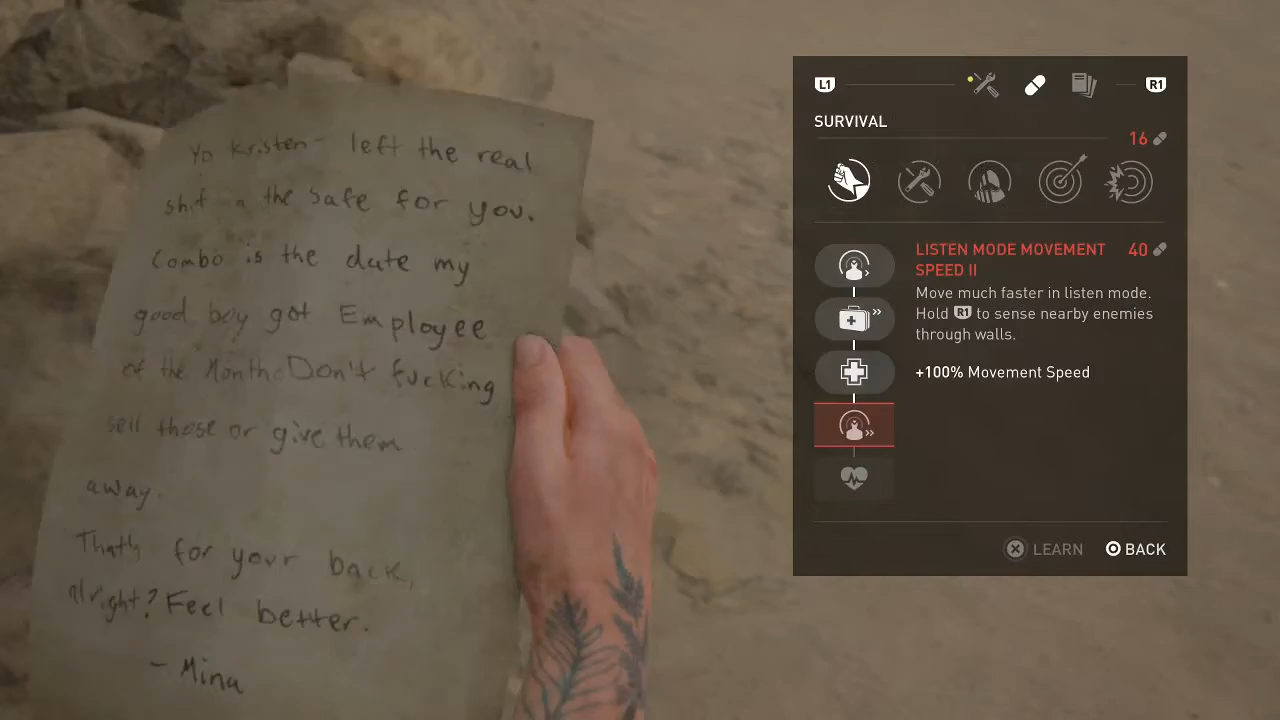 Yo Kristen - left the real
shit in the safe for you.
Combo is the date my
good boy got Employee
of the Month. Don't fucking
sell these or give them
away.
That's for your back,
alright? Feel better.
- Mina
L1
R1
SURVIVAL
16
LISTEN MODE MOVEMENT
SPEED II
40
Move much faster in listen mode.
Hold R1 to sense nearby enemies
through walls.
+100% Movement Speed
LEARN
BACK